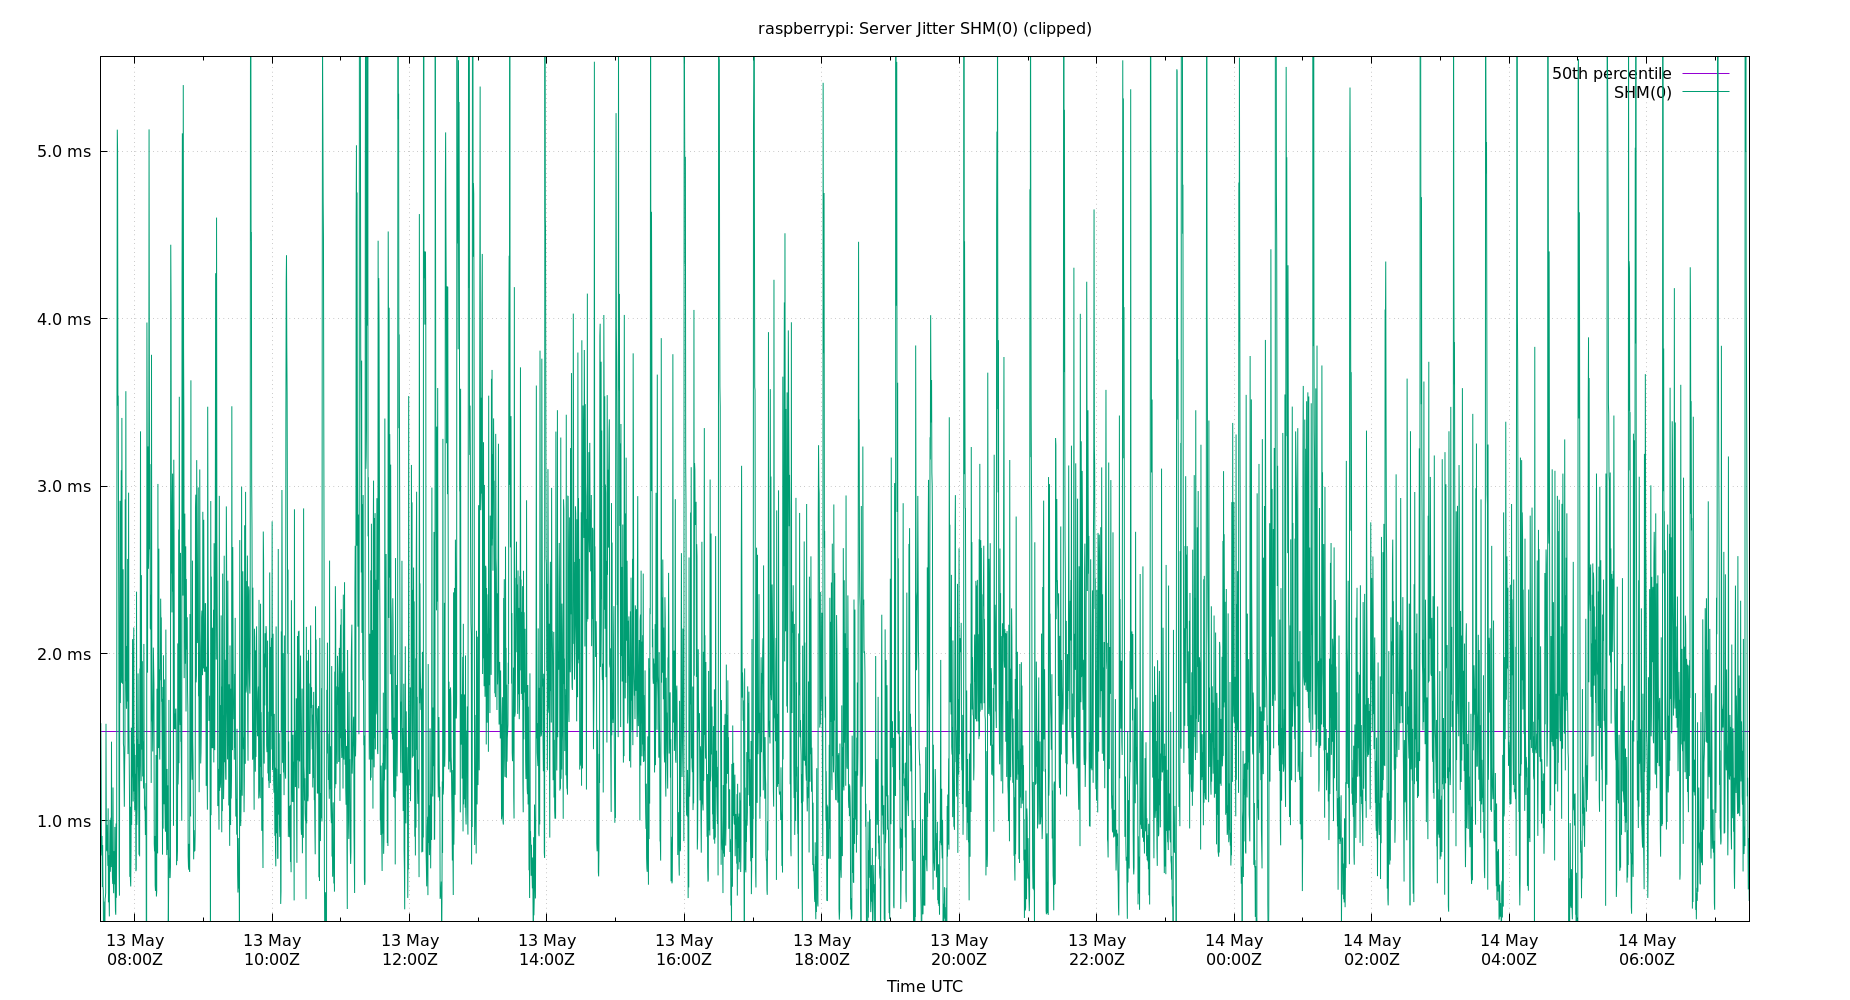 raspberrypi: Server Jitter SHM(0) (clipped)
50th percentile
SHM(0)
5.0 ms
4.0 ms
3.0 ms
2.0 ms
1.0 ms
13 May 13 May 13 May 13 May 13 May 13 May 13 May 13 May 14 May 14 May 14 May 14 May
08:00Z 10:00Z 12:00Z 14:00Z 16:00Z 18:00Z 20:00Z 22:00Z 00:00Z 02:00Z 04:00Z 06:00Z
Time UTC